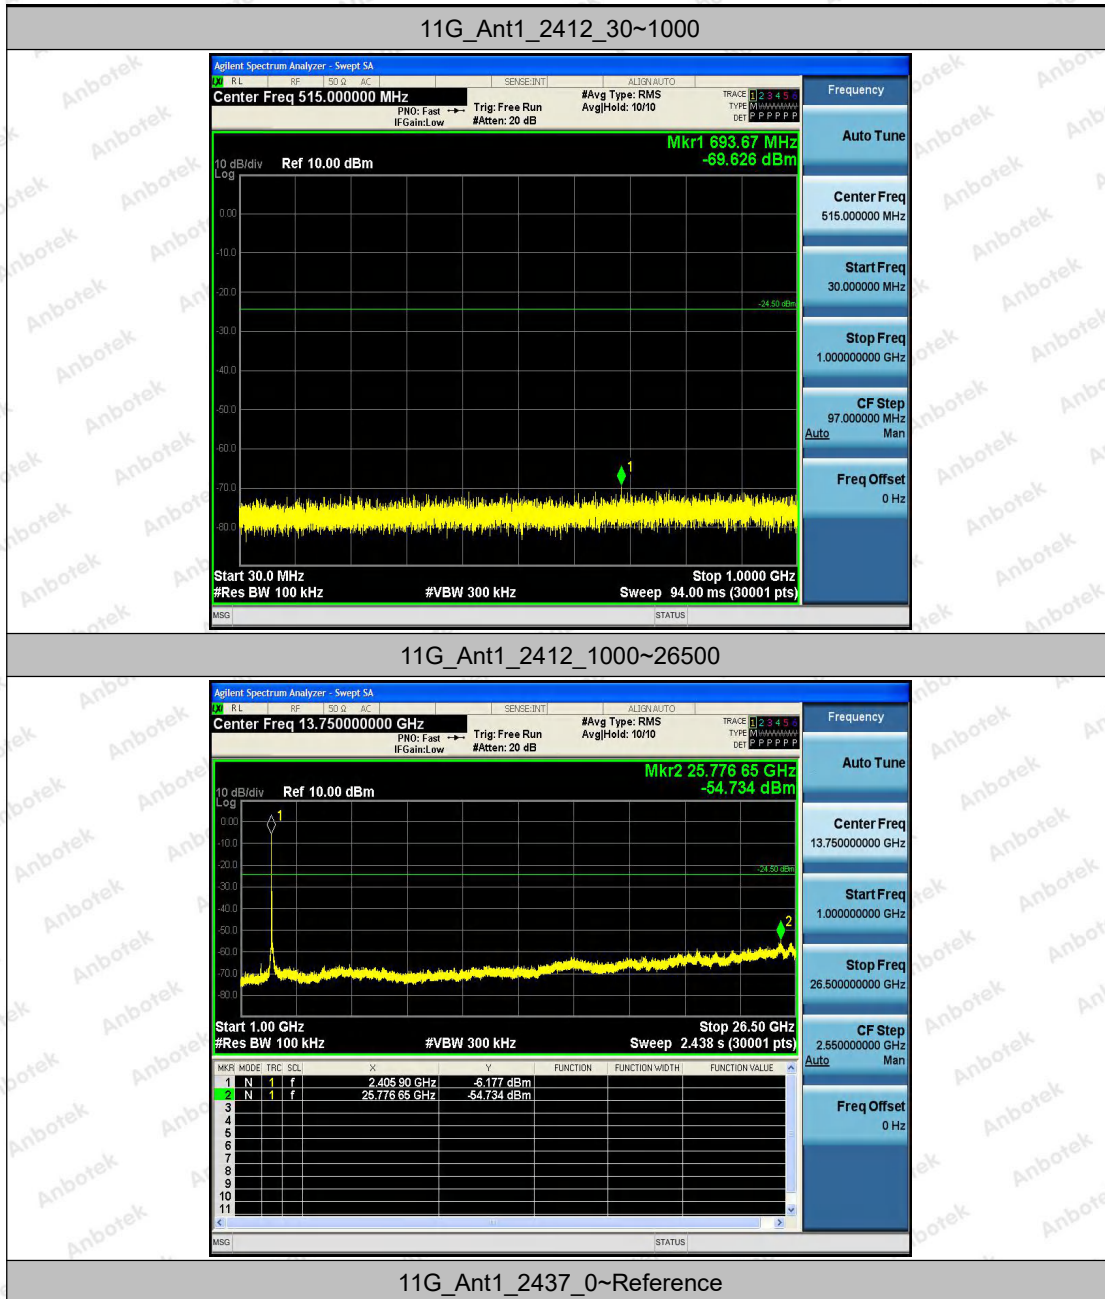 11G_Ant1_2412_30~1000
Agilent Spectrum Analyzer - Swept SA
RL RF 50 Ω AC SENSE:INT ALIGN AUTO
Center Freq 515.000000 MHz
PNO: Fast
IFGain:Low
Trig: Free Run
#Atten: 20 dB
#Avg Type: RMS
Avg|Hold: 10/10
TRACE 1 2 3 4 5 6
TYPE M
DET P P P P P P
Frequency
Auto Tune
Mkr1 693.67 MHz
-69.626 dBm
10 dB/div Ref 10.00 dBm
Log
0.00
-10.0
-20.0
-24.50 dBm
-30.0
-40.0
-50.0
-60.0
1
-70.0
-80.0
Start 30.0 MHz
Stop 1.0000 GHz
#Res BW 100 kHz
#VBW 300 kHz
Sweep 94.00 ms (30001 pts)
Center Freq
515.000000 MHz
Start Freq
30.000000 MHz
Stop Freq
1.000000000 GHz
CF Step
97.000000 MHz
Auto Man
Freq Offset
0 Hz
MSG STATUS
11G_Ant1_2412_1000~26500
Agilent Spectrum Analyzer - Swept SA
RL RF 50 Ω AC SENSE:INT ALIGN AUTO
Center Freq 13.750000000 GHz
PNO: Fast
IFGain:Low
Trig: Free Run
#Atten: 20 dB
#Avg Type: RMS
Avg|Hold: 10/10
TRACE 1 2 3 4 5 6
TYPE M
DET P P P P P P
Frequency
Auto Tune
Mkr2 25.776 65 GHz
-54.734 dBm
10 dB/div Ref 10.00 dBm
Log
0.00
1
-10.0
-20.0
-24.50 dBm
-30.0
-40.0
-50.0
2
-60.0
-70.0
-80.0
Start 1.00 GHz
Stop 26.50 GHz
#Res BW 100 kHz
#VBW 300 kHz
Sweep 2.438 s (30001 pts)
Center Freq
13.750000000 GHz
Start Freq
1.000000000 GHz
Stop Freq
26.500000000 GHz
CF Step
2.550000000 GHz
Auto Man
Freq Offset
0 Hz
MKR MODE TRC SCL X Y FUNCTION FUNCTION WIDTH FUNCTION VALUE
1 N 1 f 2.405 90 GHz -6.177 dBm
2 N 1 f 25.776 65 GHz -54.734 dBm
3
4
5
6
7
8
9
10
11
MSG STATUS
11G_Ant1_2437_0~Reference